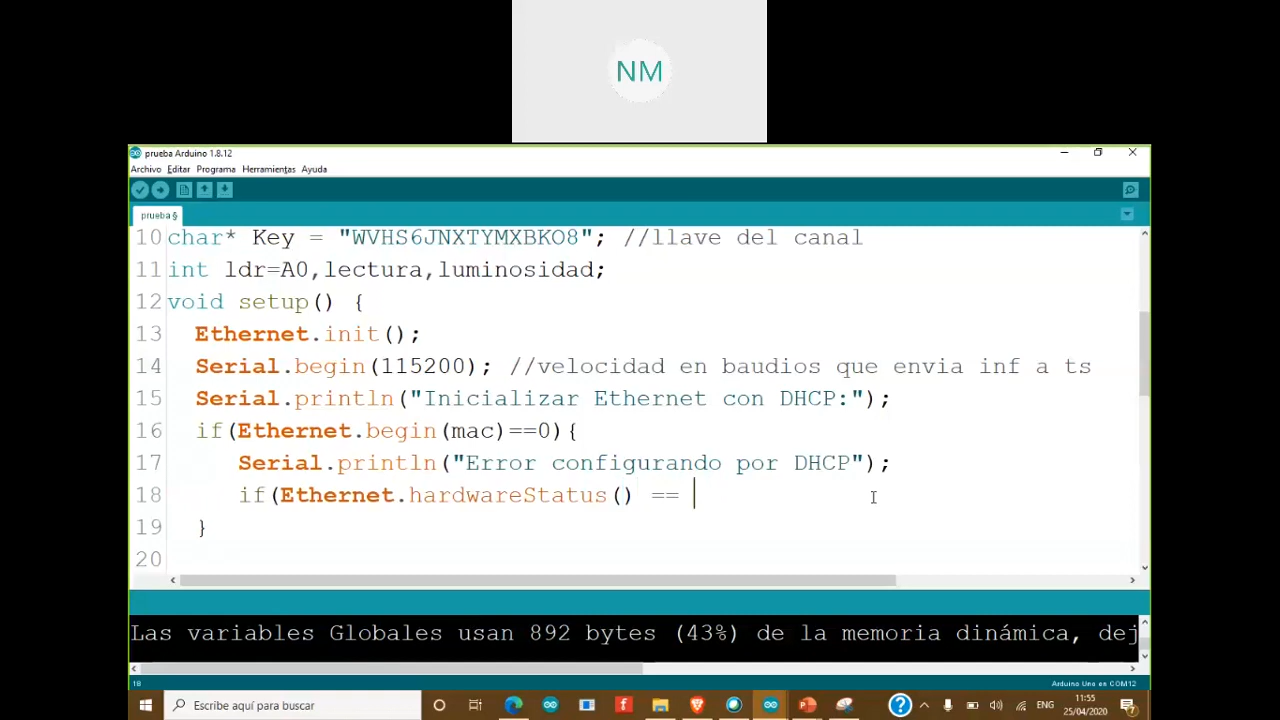 NM
prueba Arduino 1.8.12
Archivo Editar Programa Herramientas Ayuda
prueba §
10 char* Key = "WVHS6JNXTYMXBKO8"; //llave del canal
11 int ldr=A0,lectura,luminosidad;
12 void setup() {
13 Ethernet.init();
14 Serial.begin(115200); //velocidad en baudios que envia inf a ts
15 Serial.println("Inicializar Ethernet con DHCP:");
16 if(Ethernet.begin(mac)==0){
17 Serial.println("Error configurando por DHCP");
18 if(Ethernet.hardwareStatus() ==
19 }
20
Las variables Globales usan 892 bytes (43%) de la memoria dinámica, dej
18 Arduino Uno en COM12
Escribe aquí para buscar
ENG
11:55
25/04/2020
7